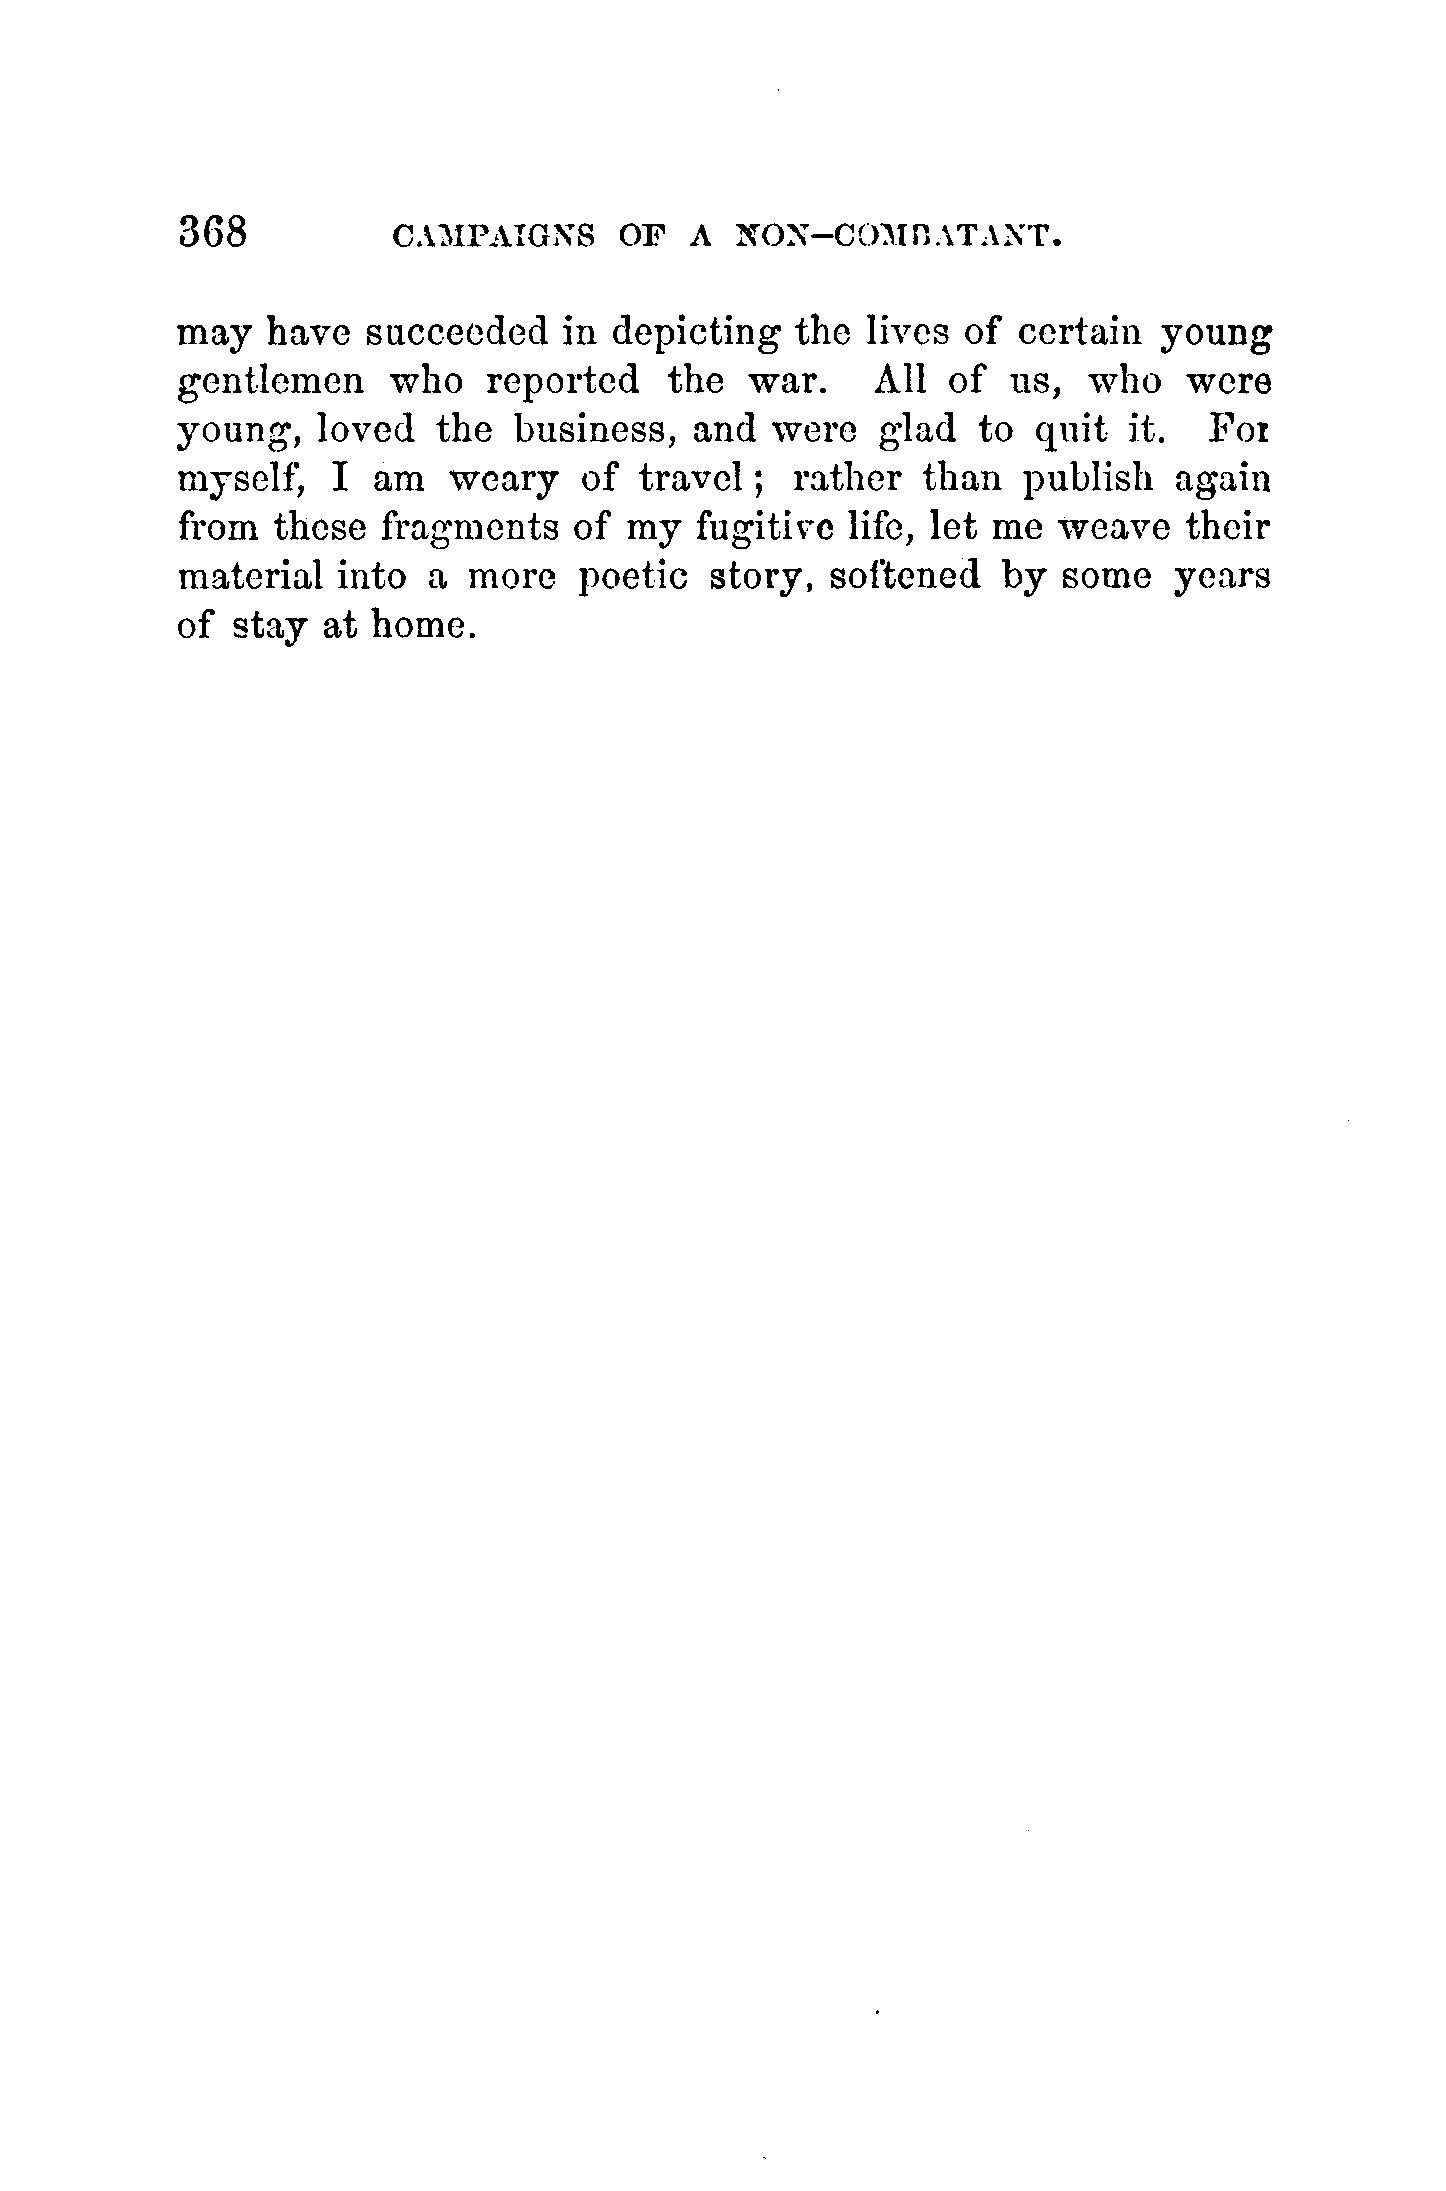 368 CAMPAIGNS OF A NON-COMBATANT.
may have succeeded in depicting the lives of certain young
gentlemen who reported the war. All of us, who were
young, loved the business, and were glad to quit it. For
myself, I am weary of travel; rather than publish again
from these fragments of my fugitive life, let me weave their
material into a more poetic story, softened by some years
of stay at home.